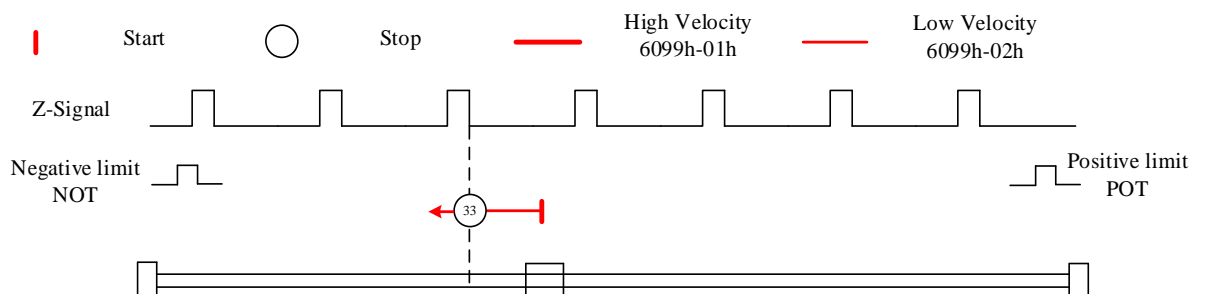 Start
Stop
High Velocity
6099h-01h
Low Velocity
6099h-02h
Z-Signal
Negative limit
NOT
Positive limit
POT
33